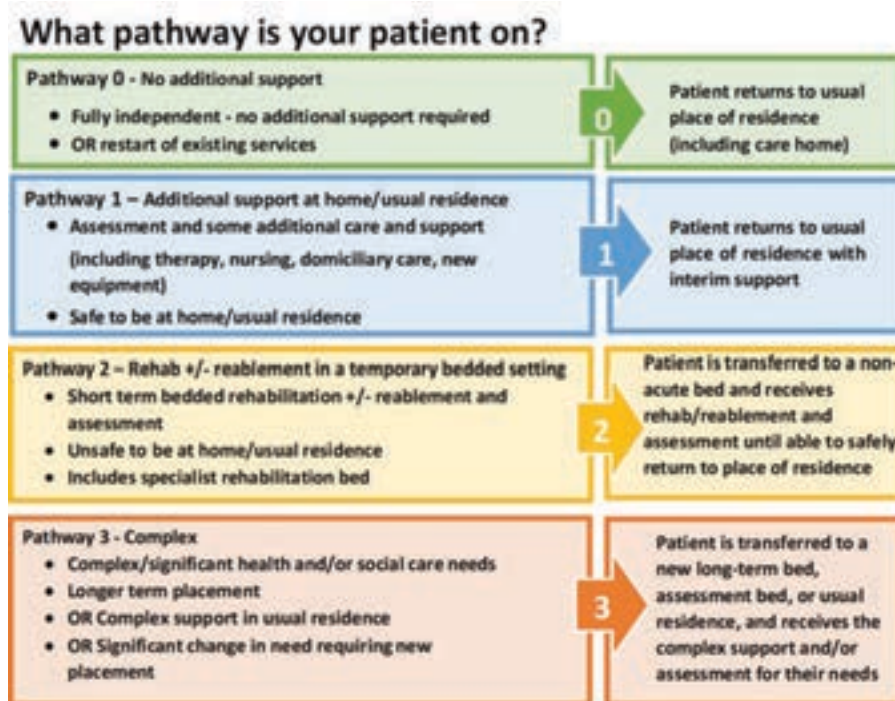 What pathway is your patient on?
Pathway 0 - No additional support
• Fully independent - no additional support required
• OR restart of existing services
0
Patient returns to usual
place of residence
(including care home)
Pathway 1 – Additional support at home/usual residence
• Assessment and some additional care and support
(including therapy, nursing, domiciliary care, new
equipment)
• Safe to be at home/usual residence
1
Patient returns to usual
place of residence with
interim support
Pathway 2 – Rehab +/- reablement in a temporary bedded setting
• Short term bedded rehabilitation +/- reablement and
assessment
• Unsafe to be at home/usual residence
• Includes specialist rehabilitation bed
2
Patient is transferred to a non-
acute bed and receives
rehab/reablement and
assessment until able to safely
return to place of residence
Pathway 3 - Complex
• Complex/significant health and/or social care needs
• Longer term placement
• OR Complex support in usual residence
• OR Significant change in need requiring new
placement
3
Patient is transferred to a
new long-term bed,
assessment bed, or usual
residence, and receives the
complex support and/or
assessment for their needs